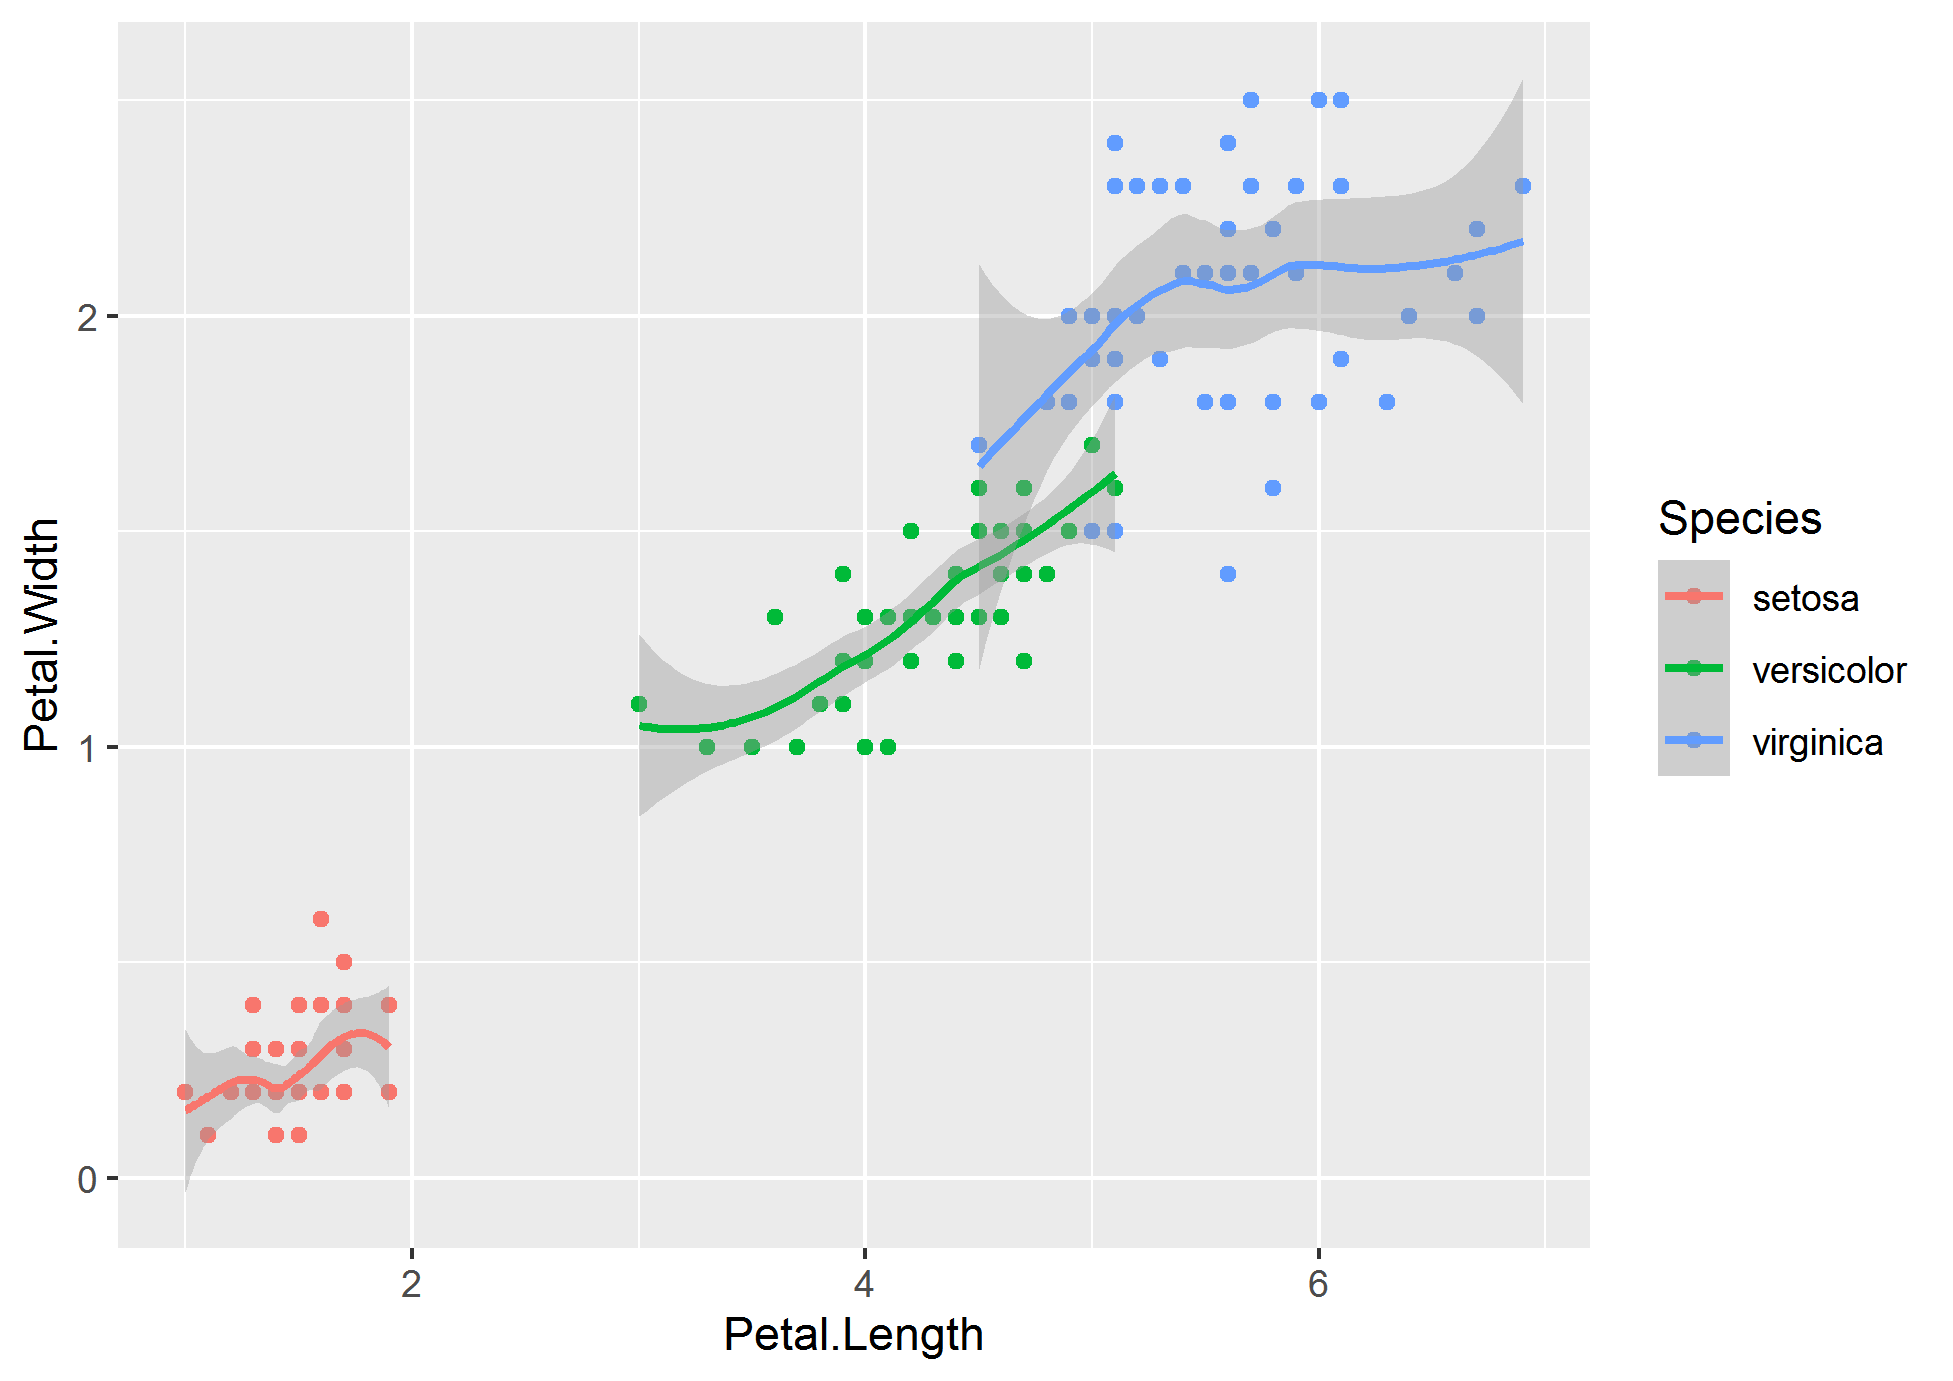 2
1
0
2 4 6
Petal.Width
Petal.Length
Species
setosa
versicolor
virginica